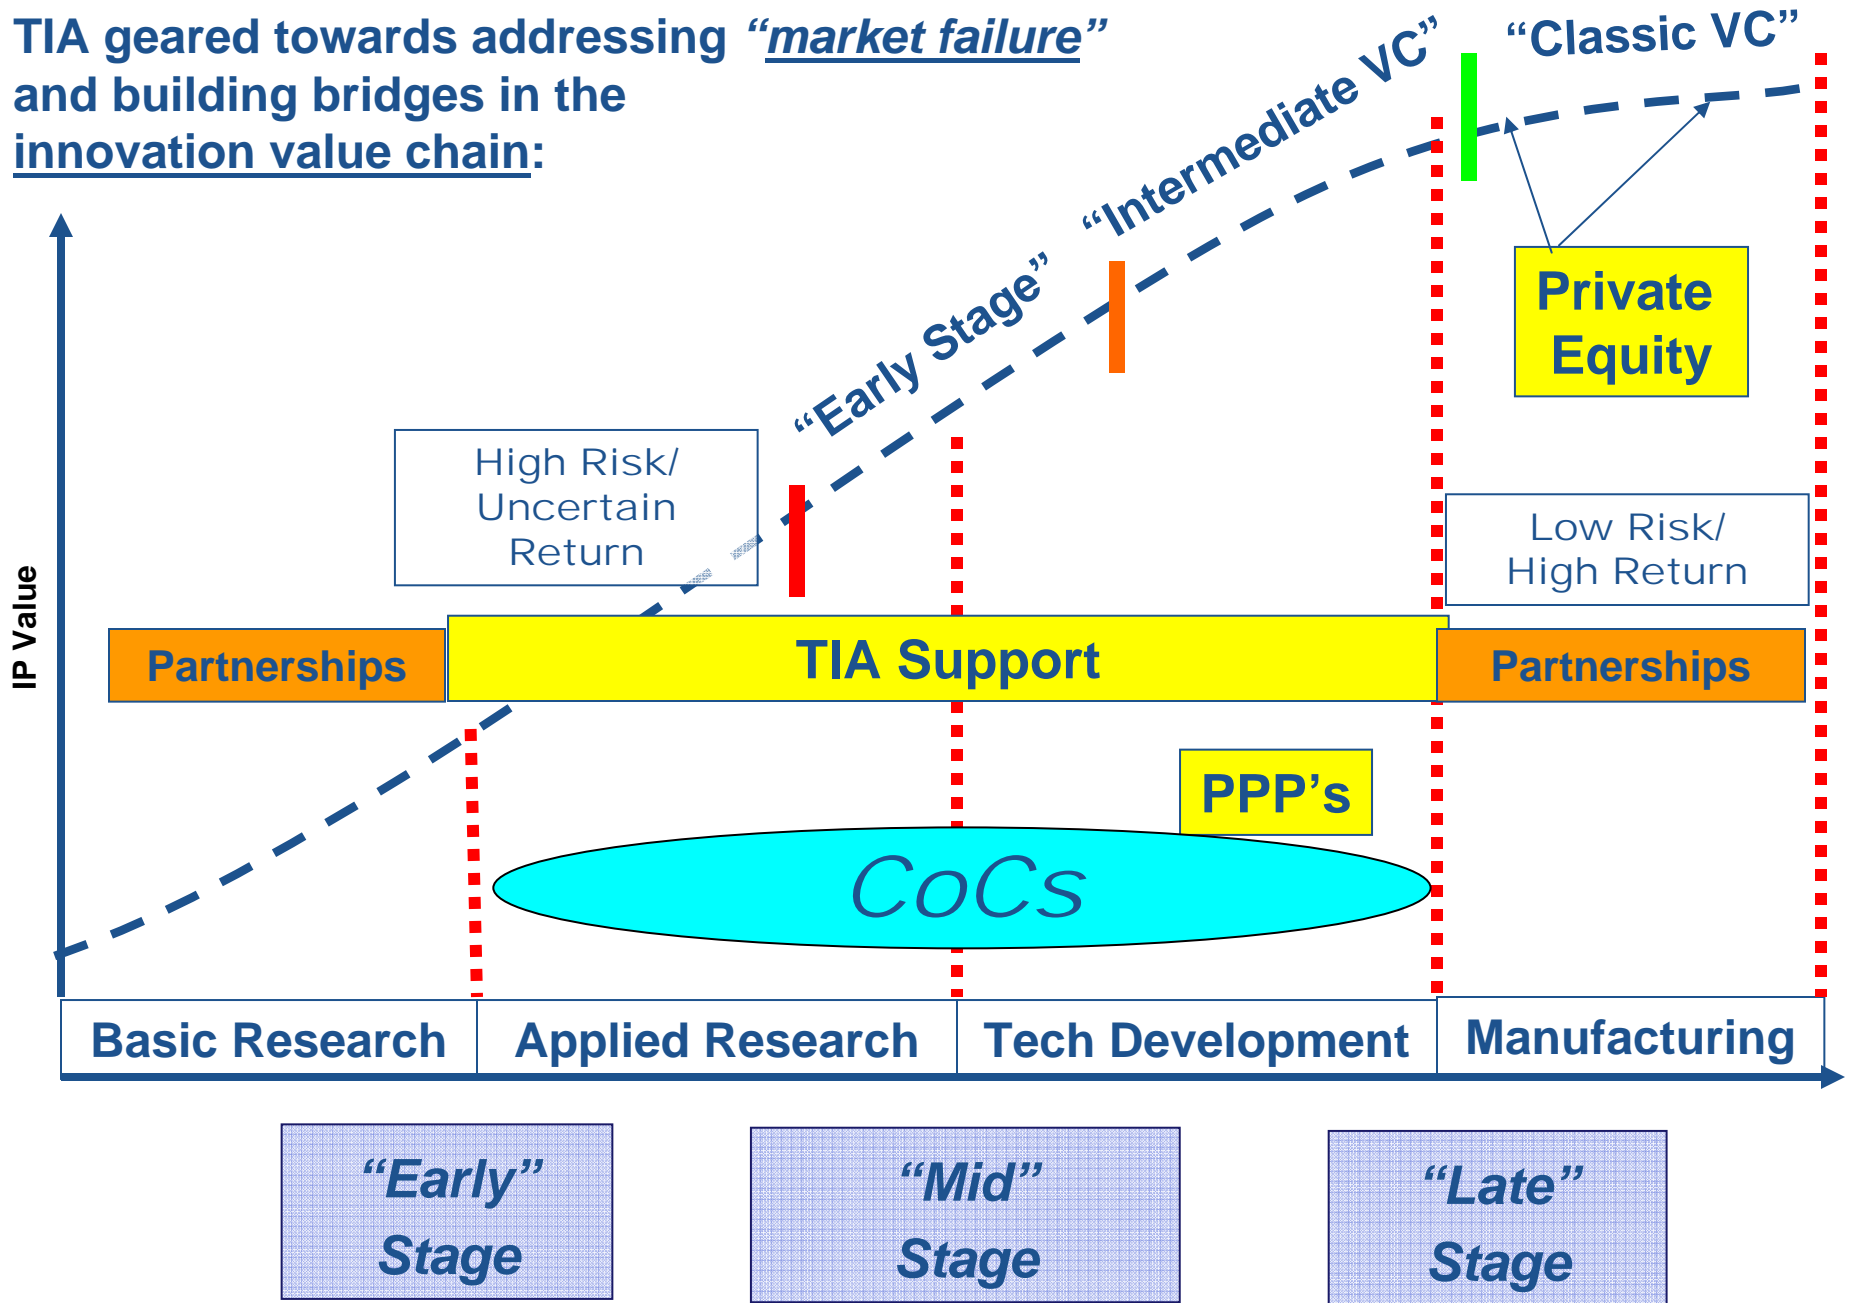 TIA geared towards addressing “market failure”
and building bridges in the
innovation value chain:
“Classic VC”
“Intermediate VC”
“Early Stage”
Private
Equity
High Risk/
Uncertain
Return
Low Risk/
High Return
IP Value
Partnerships
TIA Support
Partnerships
PPP’s
CoCs
Basic Research
Applied Research
Tech Development
Manufacturing
“Early”
Stage
“Mid”
Stage
“Late”
Stage